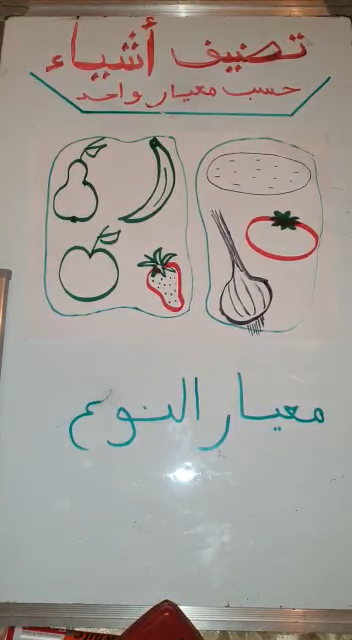 تصنيف أشياء
حسب معيار واحد
معيار النوع